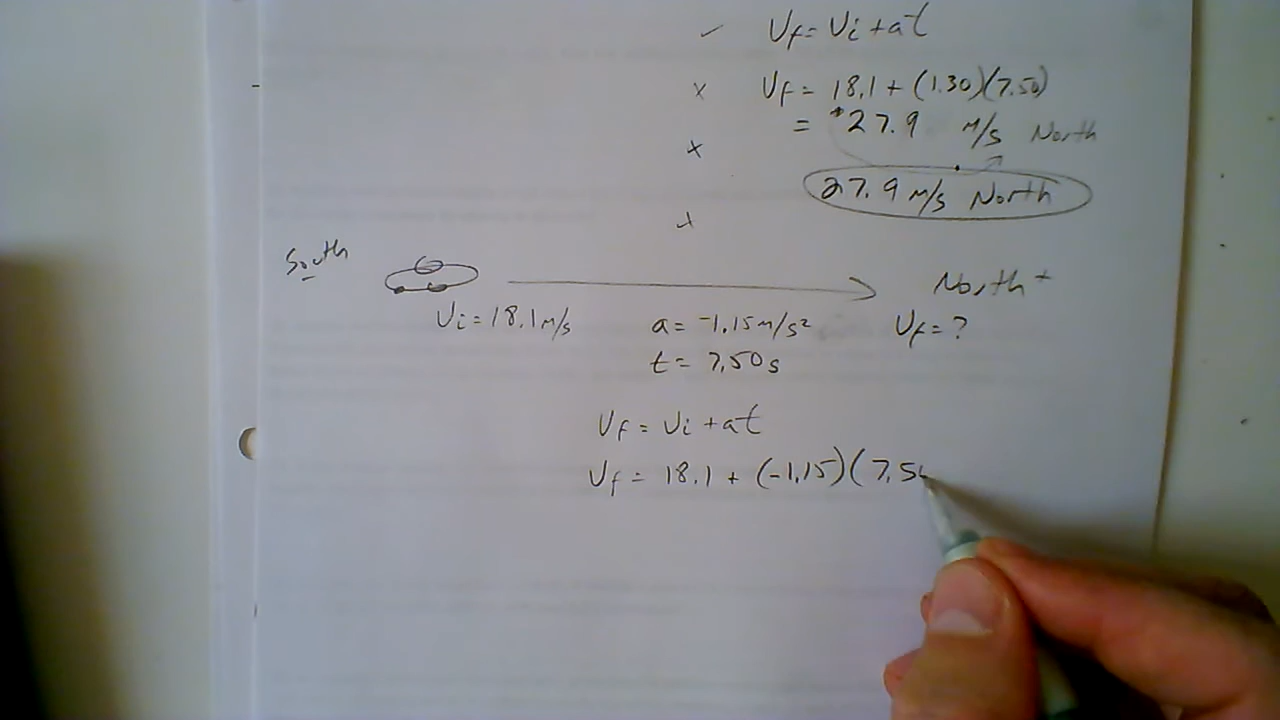 Vf = Vi + at
Vf = 18.1 + (1.30)(7.50)
= +27.9 m/s North
27.9 m/s North
South
North +
Vi = 18.1 m/s
a = -1.15 m/s²
Vf = ?
t = 7.50 s
Vf = Vi + at
Vf = 18.1 + (-1.15)(7.5